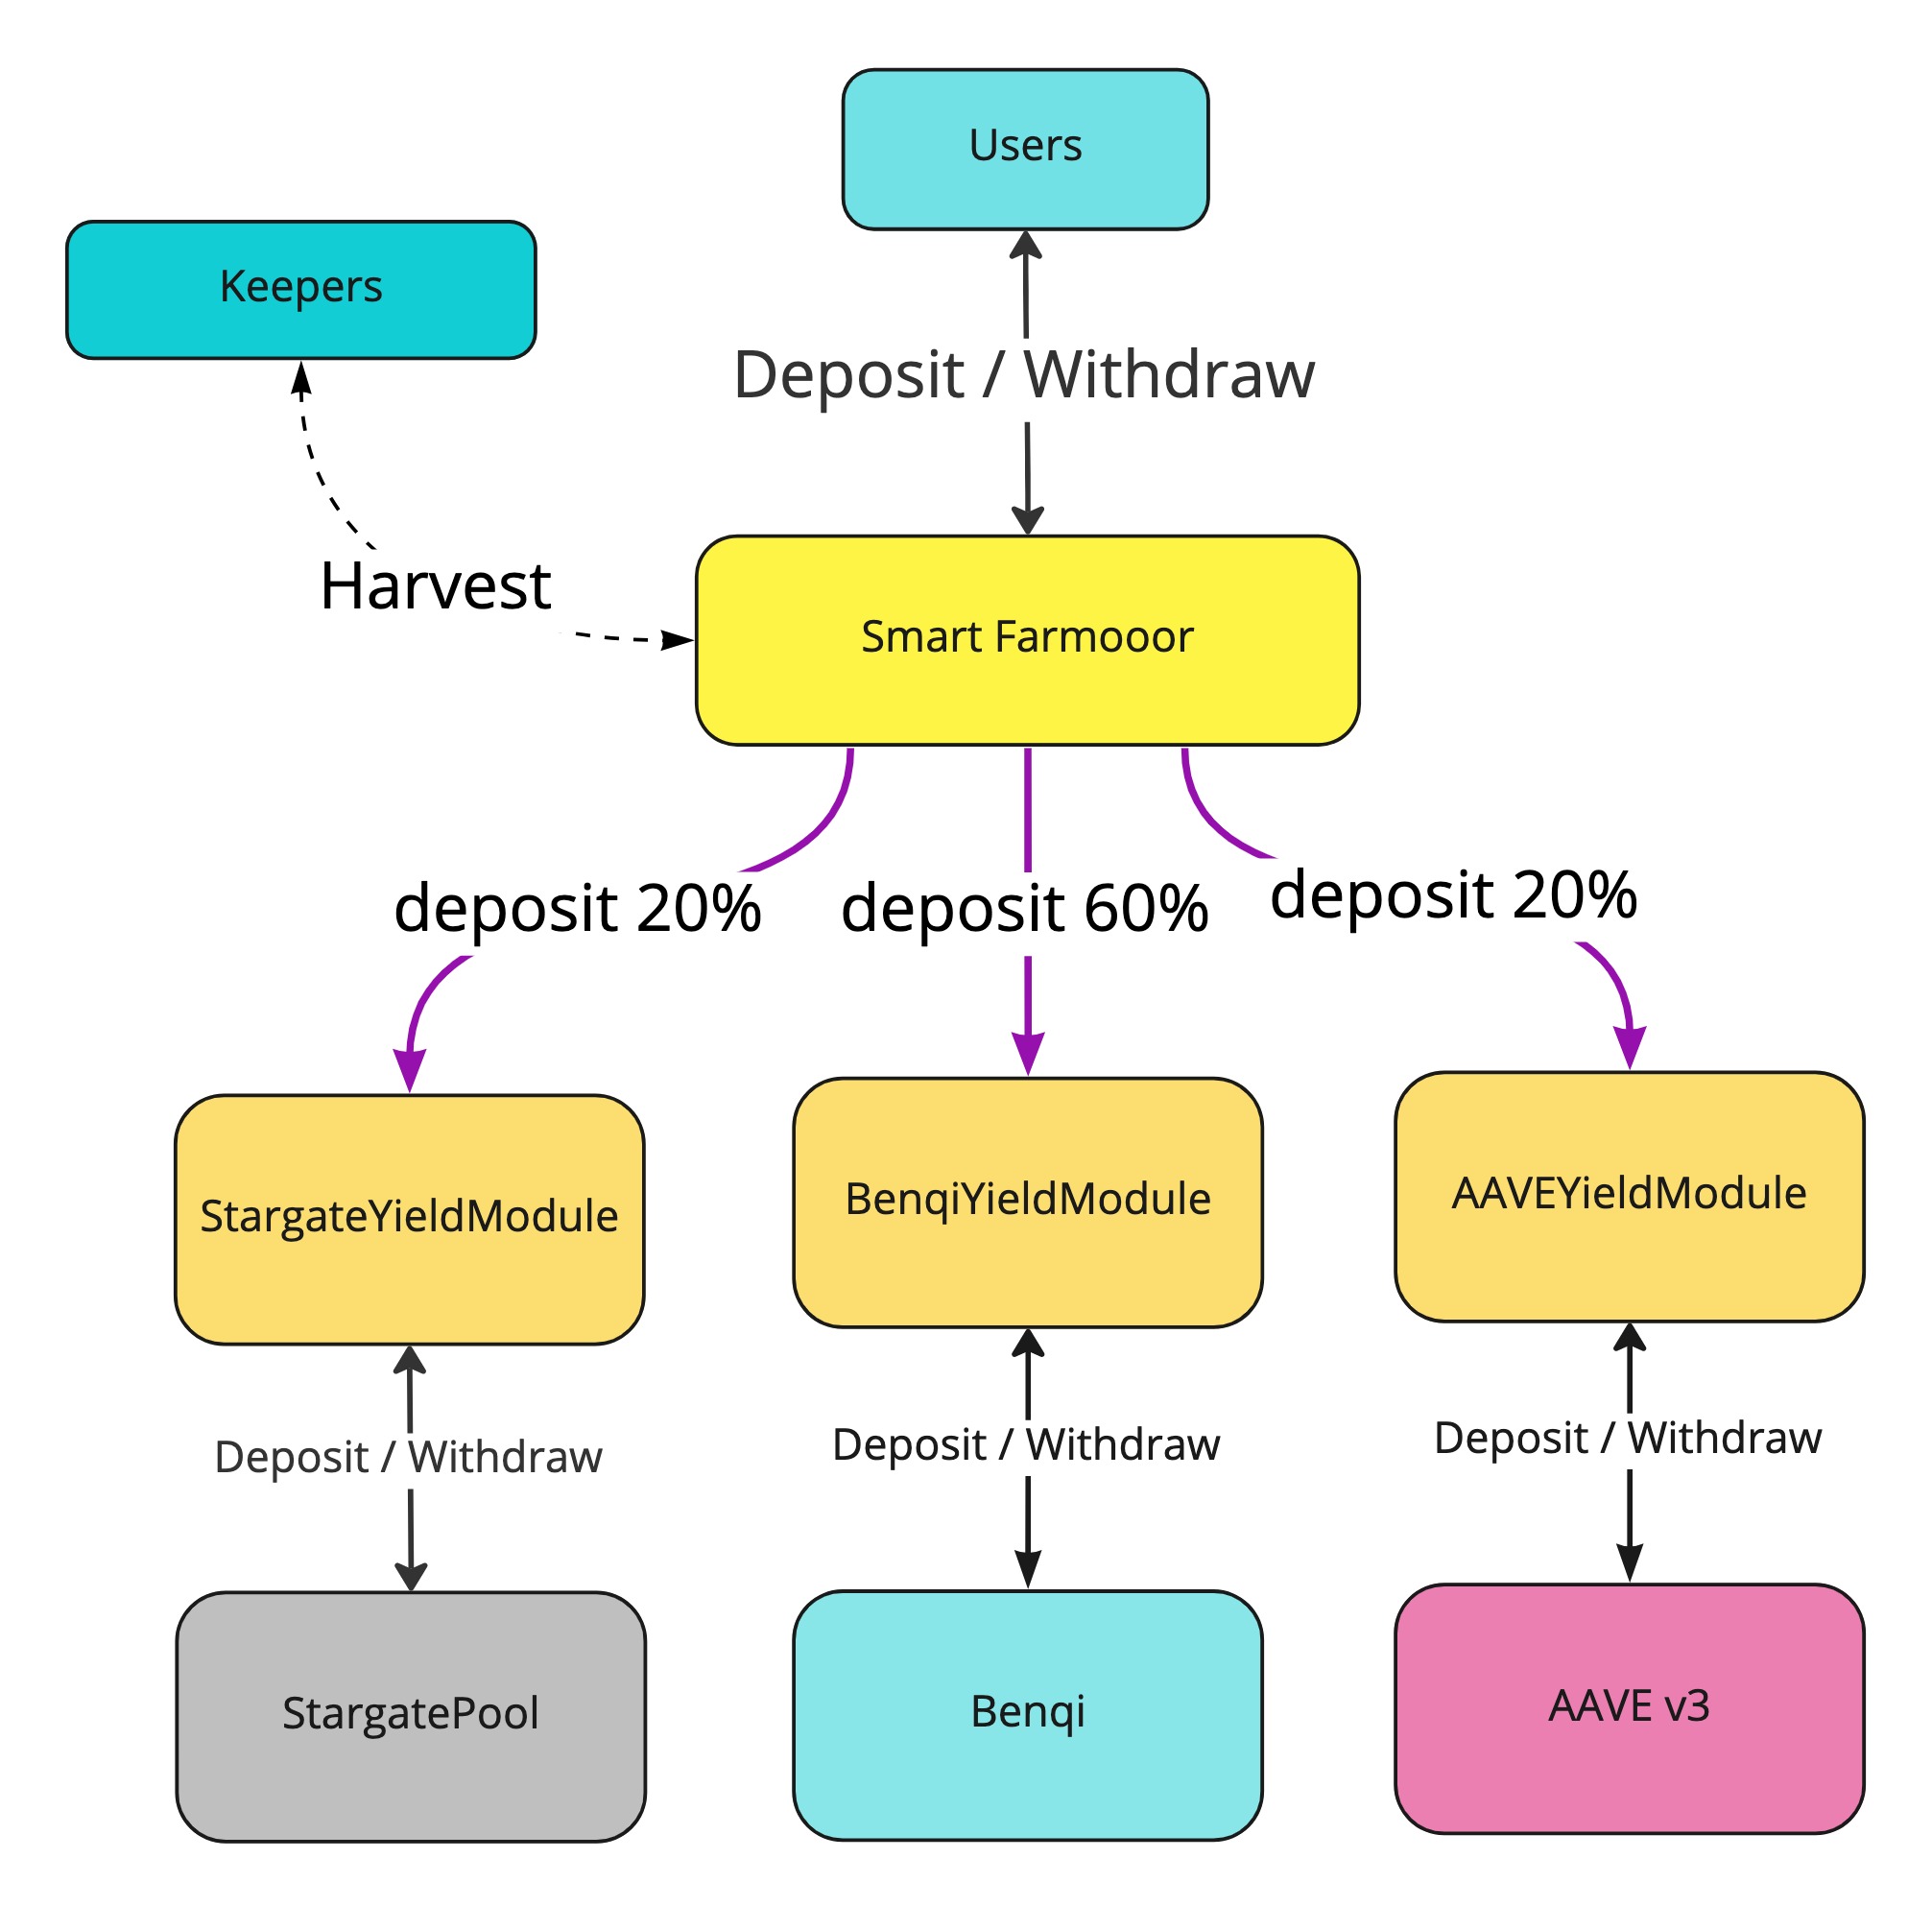 Users
Keepers
Deposit / Withdraw
Harvest
Smart Farmooor
deposit 20%
deposit 60%
deposit 20%
StargateYieldModule
BenqiYieldModule
AAVEYieldModule
Deposit / Withdraw
Deposit / Withdraw
Deposit / Withdraw
StargatePool
Benqi
AAVE v3